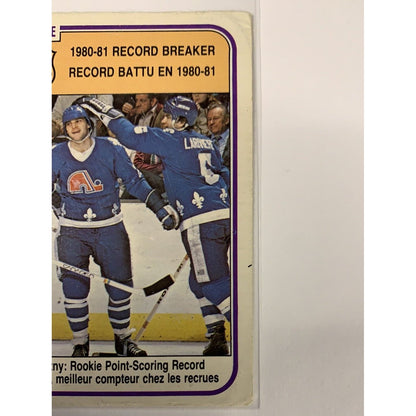 E
1980-81 RECORD BREAKER
RECORD BATTU EN 1980-81
5
ny: Rookie Point-Scoring Record
meilleur compteur chez les recrues